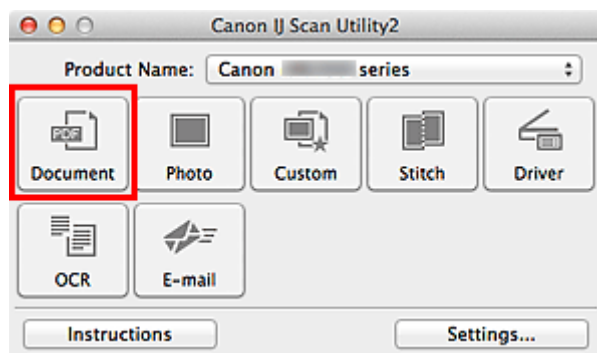 Canon IJ Scan Utility2
Product Name: Canon series
PDF
Document Photo Custom Stitch Driver
OCR E-mail
Instructions Settings...